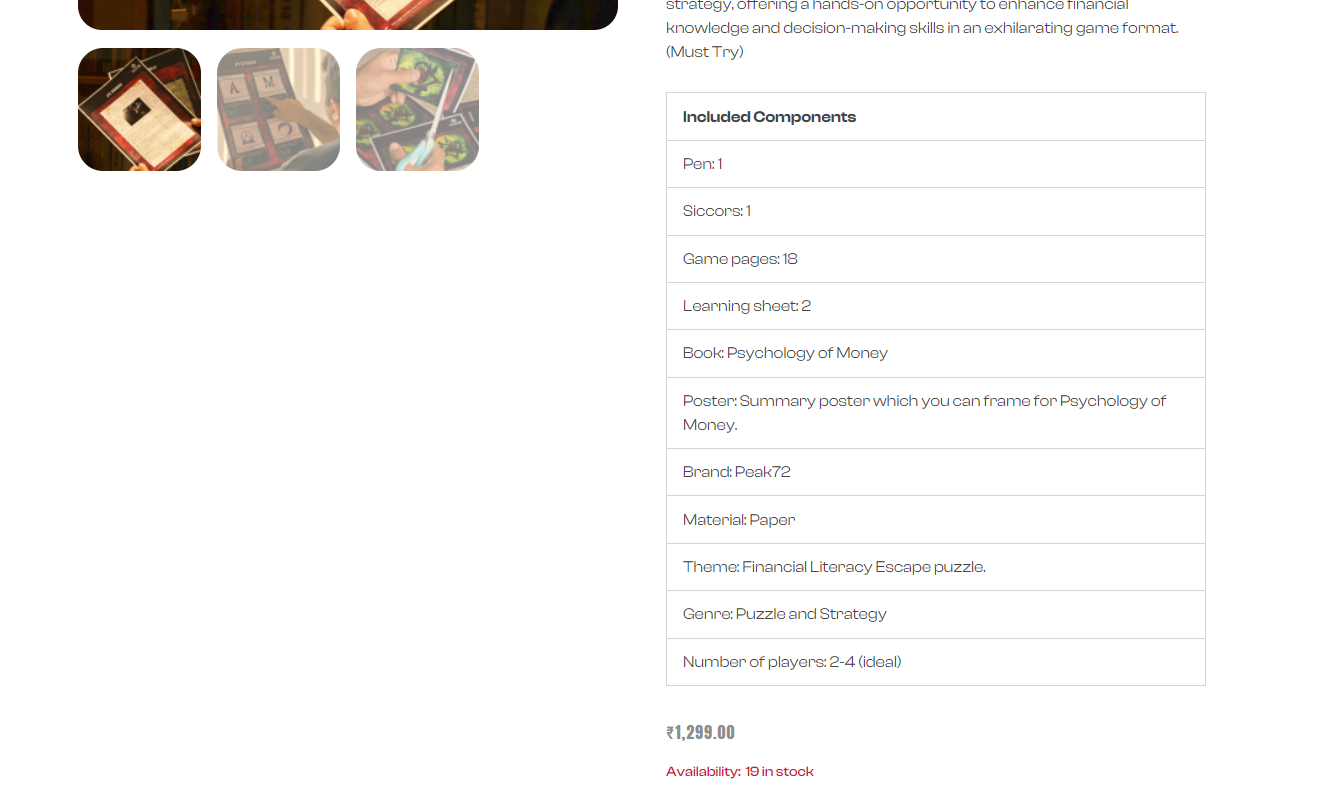 strategy, offering a hands-on opportunity to enhance financial
knowledge and decision-making skills in an exhilarating game format.
(Must Try)
Included Components
Pen: 1
Siccors: 1
Game pages: 18
Learning sheet: 2
Book: Psychology of Money
Poster: Summary poster which you can frame for Psychology of
Money.
Brand: Peak72
Material: Paper
Theme: Financial Literacy Escape puzzle.
Genre: Puzzle and Strategy
Number of players: 2-4 (ideal)
₹1,299.00
Availability: 19 in stock